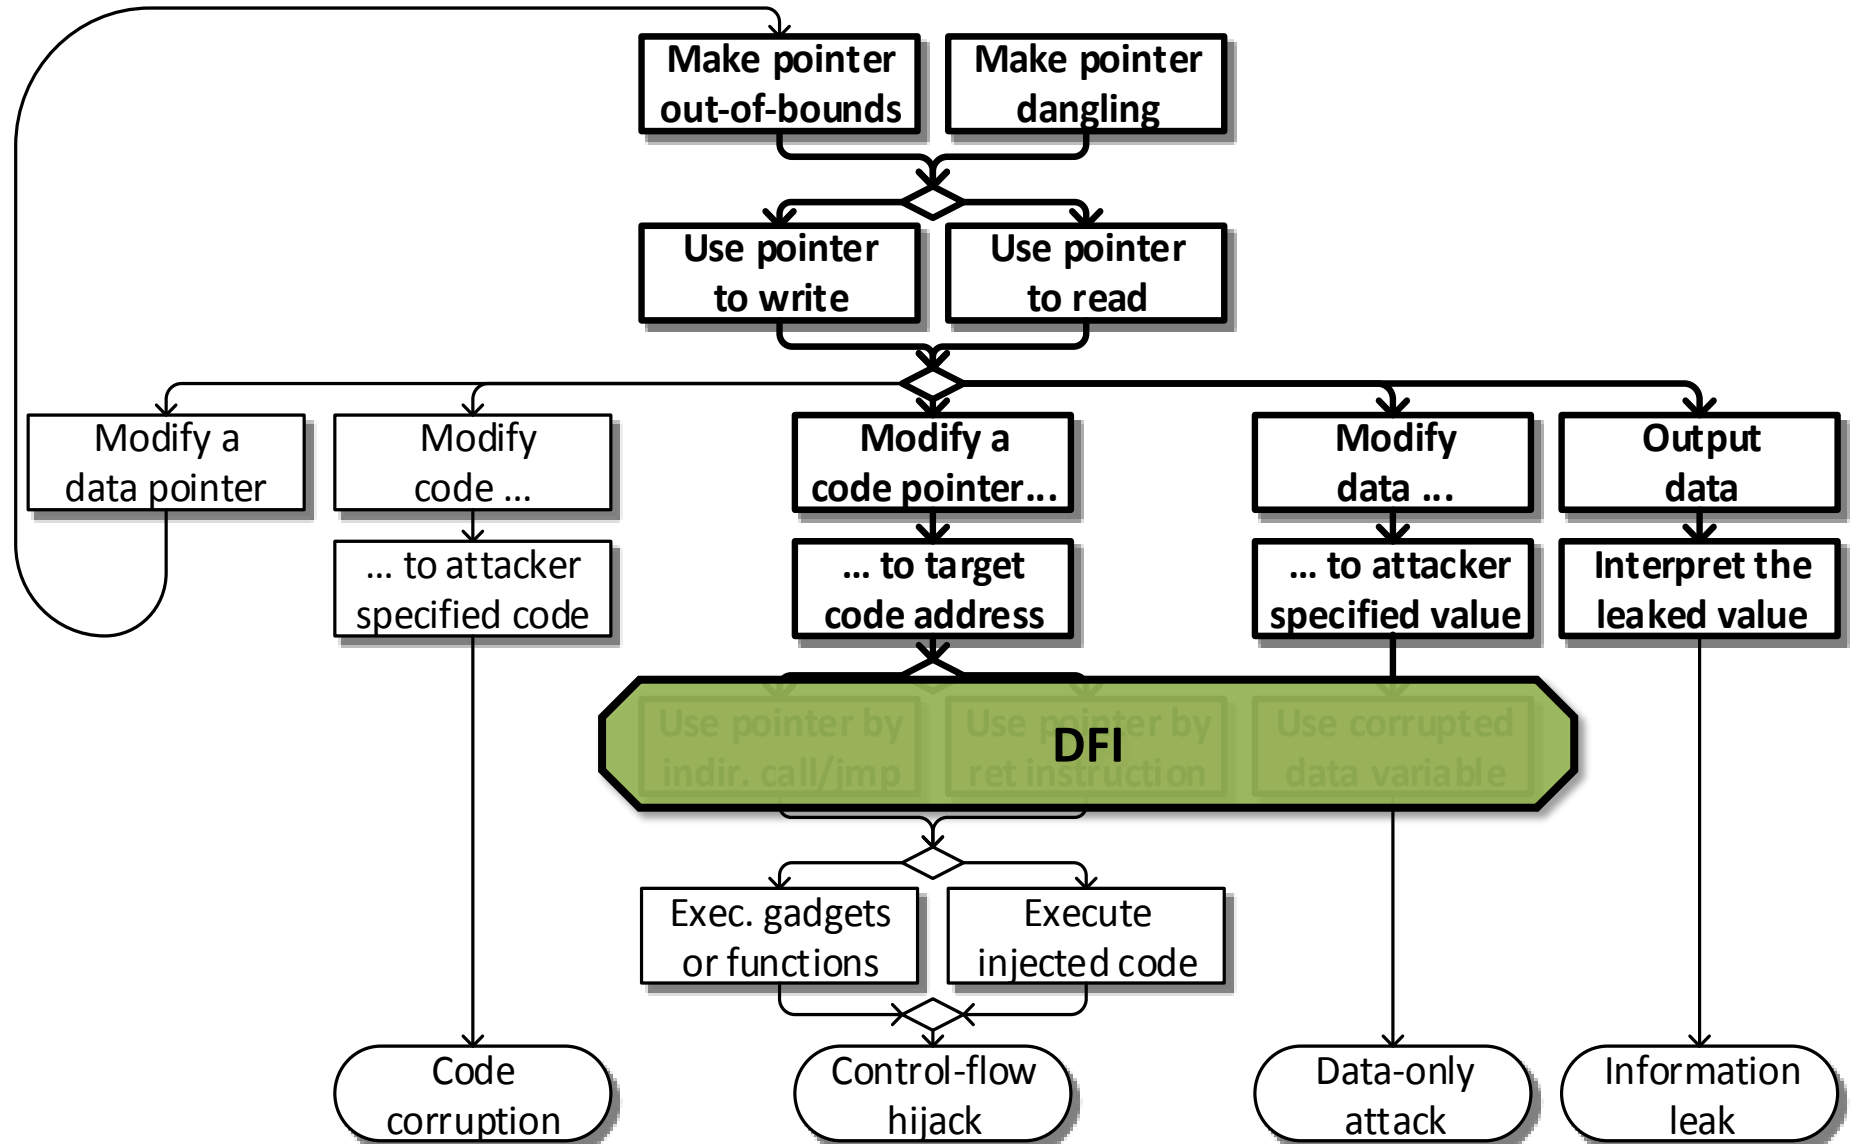 Make pointer
out-of-bounds
Make pointer
dangling
Use pointer
to write
Use pointer
to read
Modify a
data pointer
Modify
code ...
Modify a
code pointer...
Modify
data ...
Output
data
... to attacker
specified code
... to target
code address
... to attacker
specified value
Interpret the
leaked value
Use pointer by
indir. call/jmp
Use pointer by
ret instruction
Use corrupted
data variable
DFI
Exec. gadgets
or functions
Execute
injected code
Code
corruption
Control-flow
hijack
Data-only
attack
Information
leak